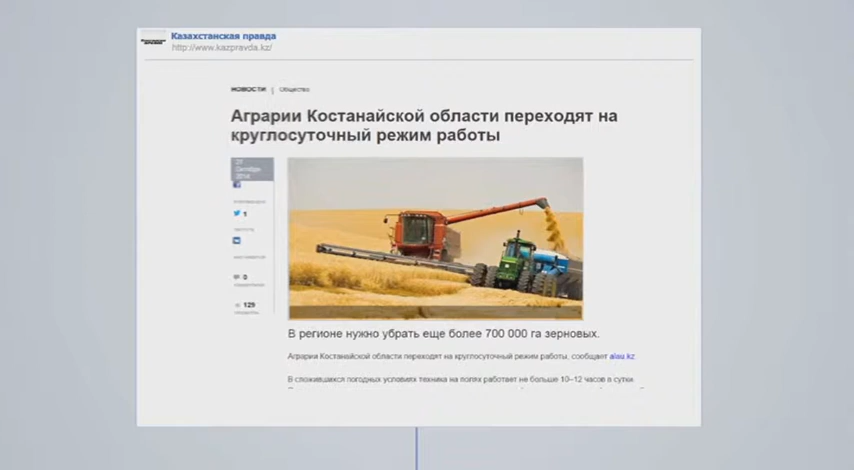 Казахстанская правда
http://www.kazpravda.kz/
НОВОСТИ | Общество
Аграрии Костанайской области переходят на
круглосуточный режим работы
21
Октября
1
0
129
В регионе нужно убрать еще более 700 000 га зерновых.
Аграрии Костанайской области переходят на круглосуточный режим работы, сообщает alau.kz.
В сложившихся погодных условиях техника на полях работает не больше 10–12 часов в сутки.